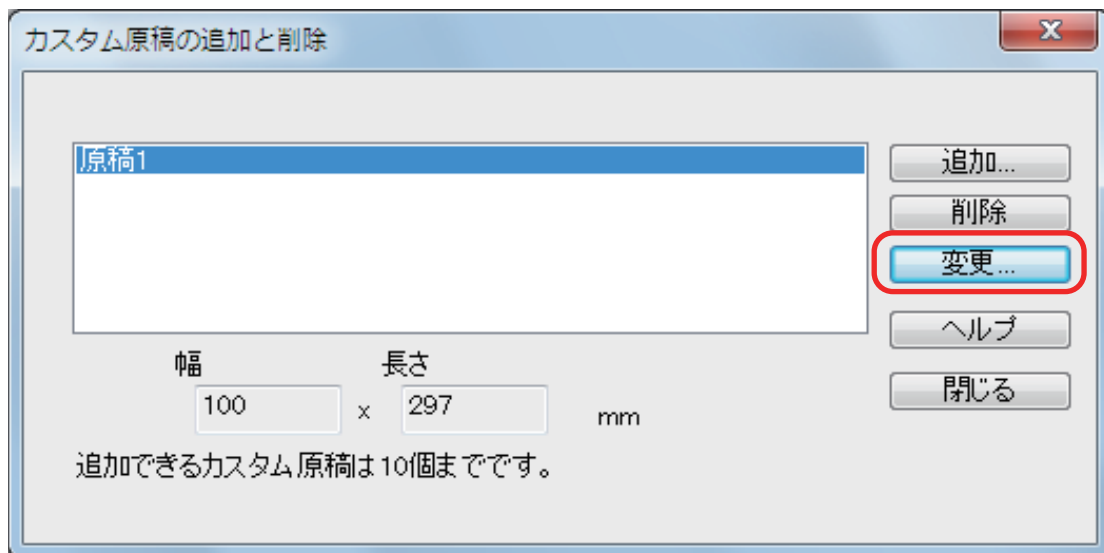 カスタム原稿の追加と削除
原稿1
追加...
削除
変更...
ヘルプ
閉じる
幅 長さ
100 x 297 mm
追加できるカスタム原稿は10個までです。